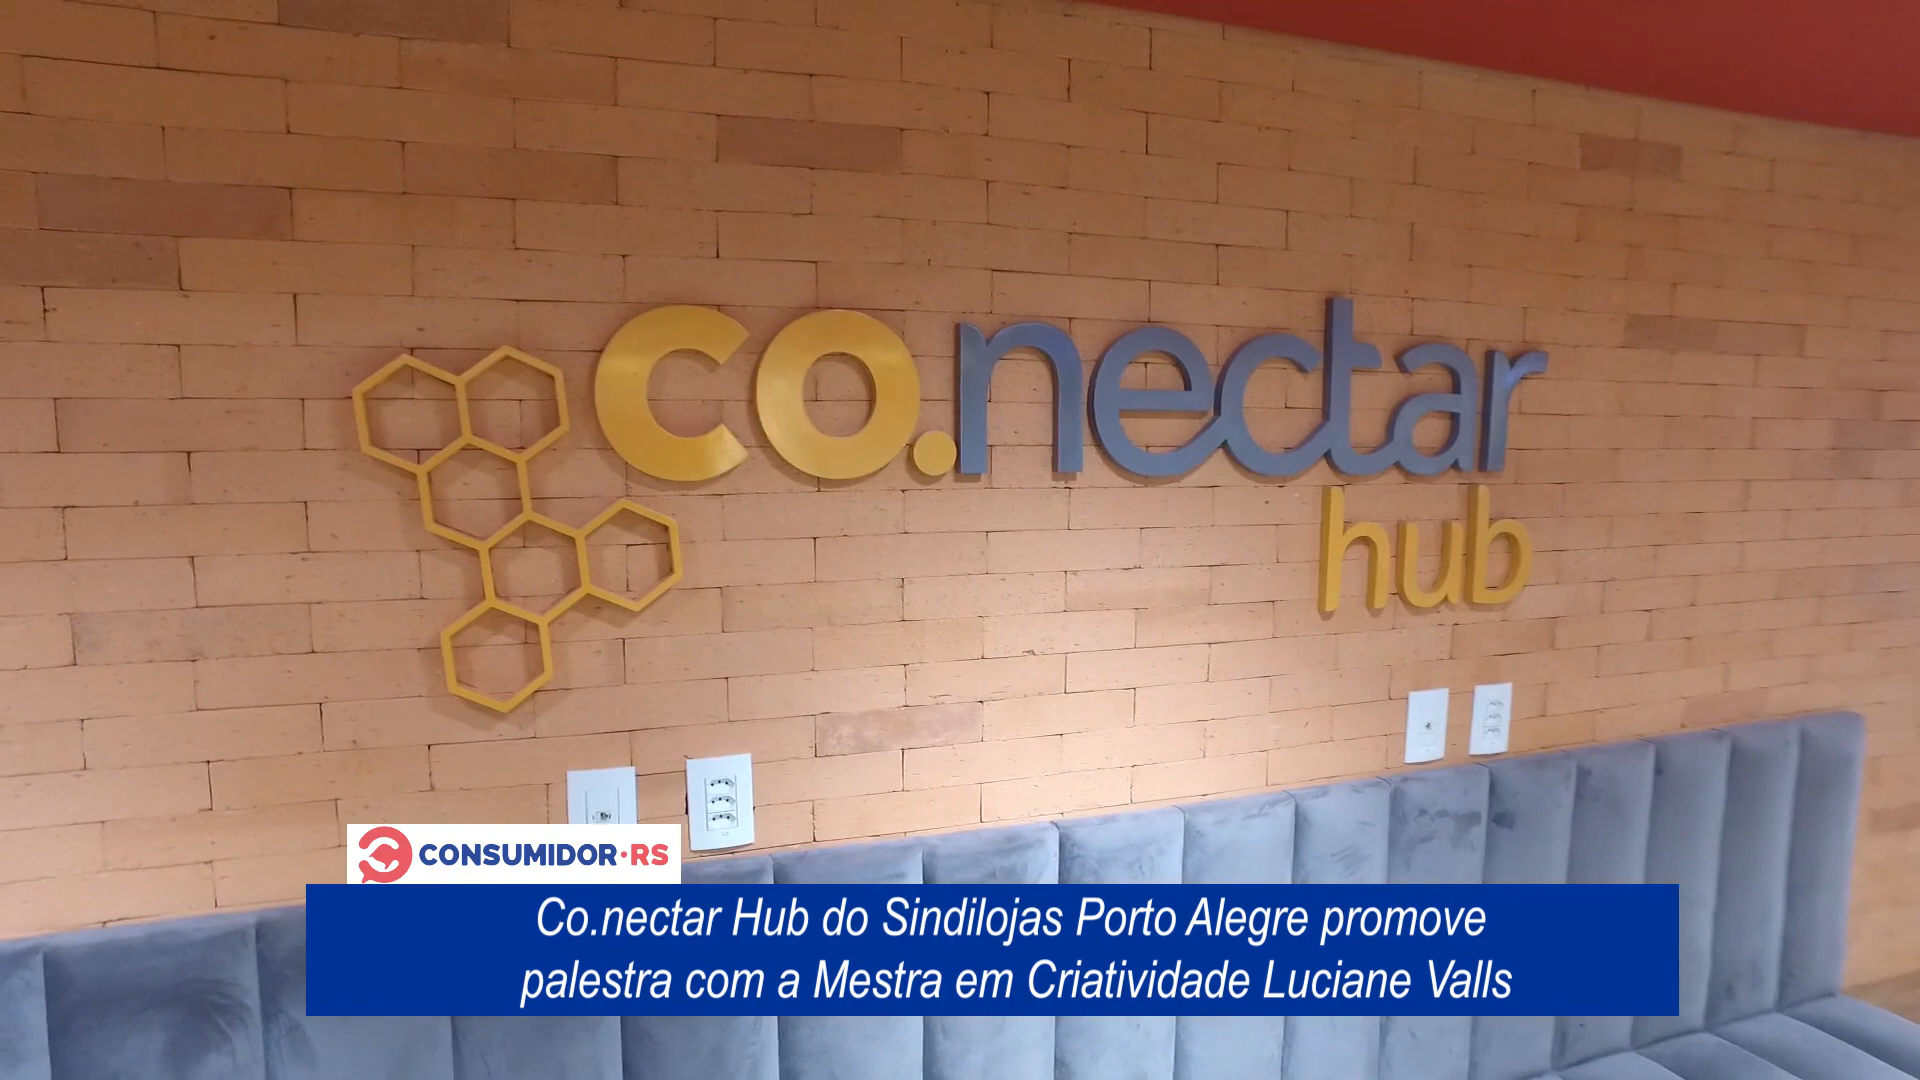 co.nectar
hub
CONSUMIDOR·RS
Co.nectar Hub do Sindilojas Porto Alegre promove
palestra com a Mestra em Criatividade Luciane Valls